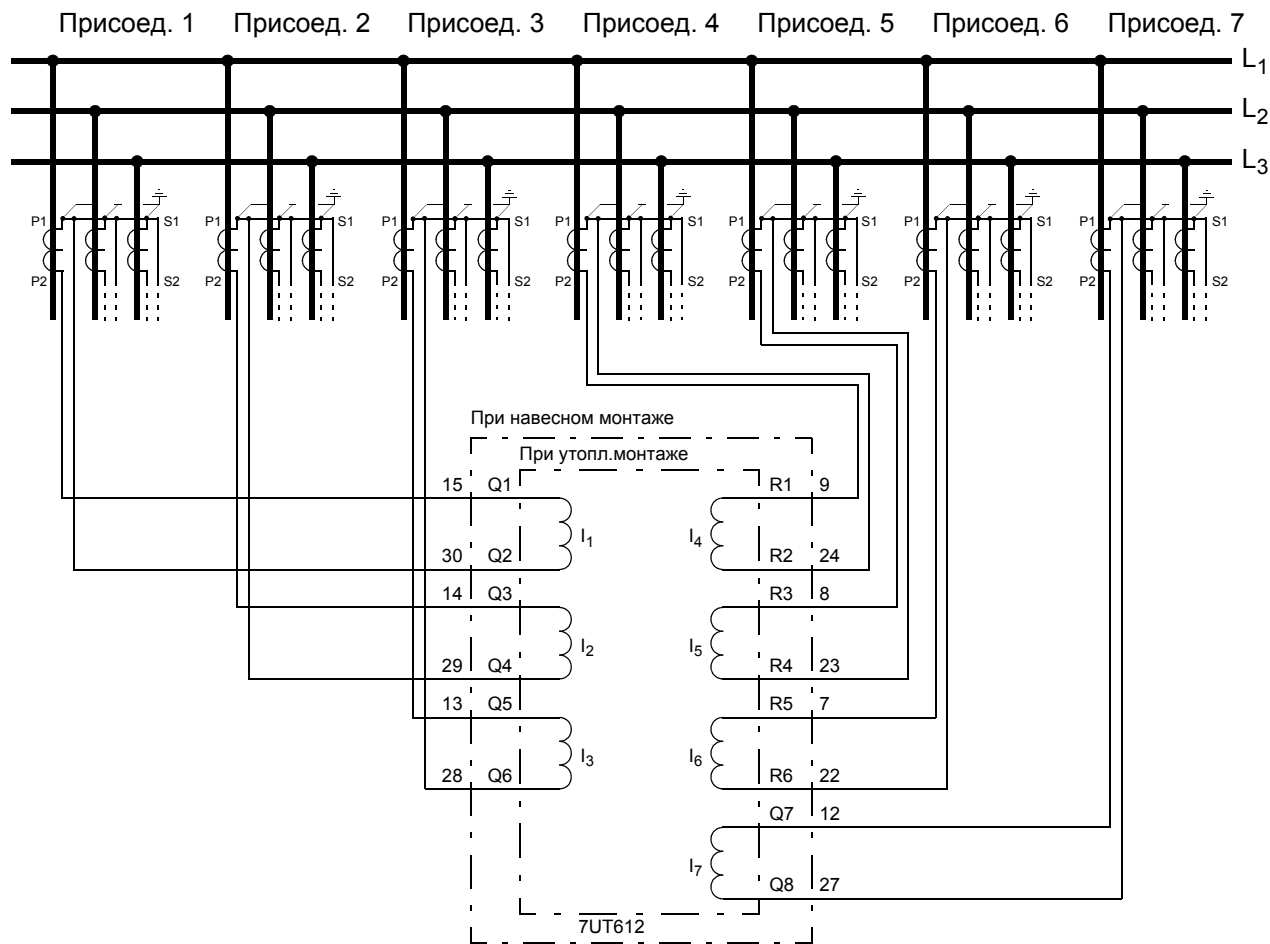 Присоед. 1 Присоед. 2 Присоед. 3 Присоед. 4 Присоед. 5 Присоед. 6 Присоед. 7
L1
L2
L3
P1 S1 P1 S1 P1 S1 P1 S1 P1 S1 P1 S1 P1 S1
P2 S2 P2 S2 P2 S2 P2 S2 P2 S2 P2 S2 P2 S2
При навесном монтаже
При утопл.монтаже
15 Q1 R1 9
I1 I4
30 Q2 R2 24
14 Q3 R3 8
I2 I5
29 Q4 R4 23
13 Q5 R5 7
I3 I6
28 Q6 R6 22
Q7 12
I7
Q8 27
7UT612